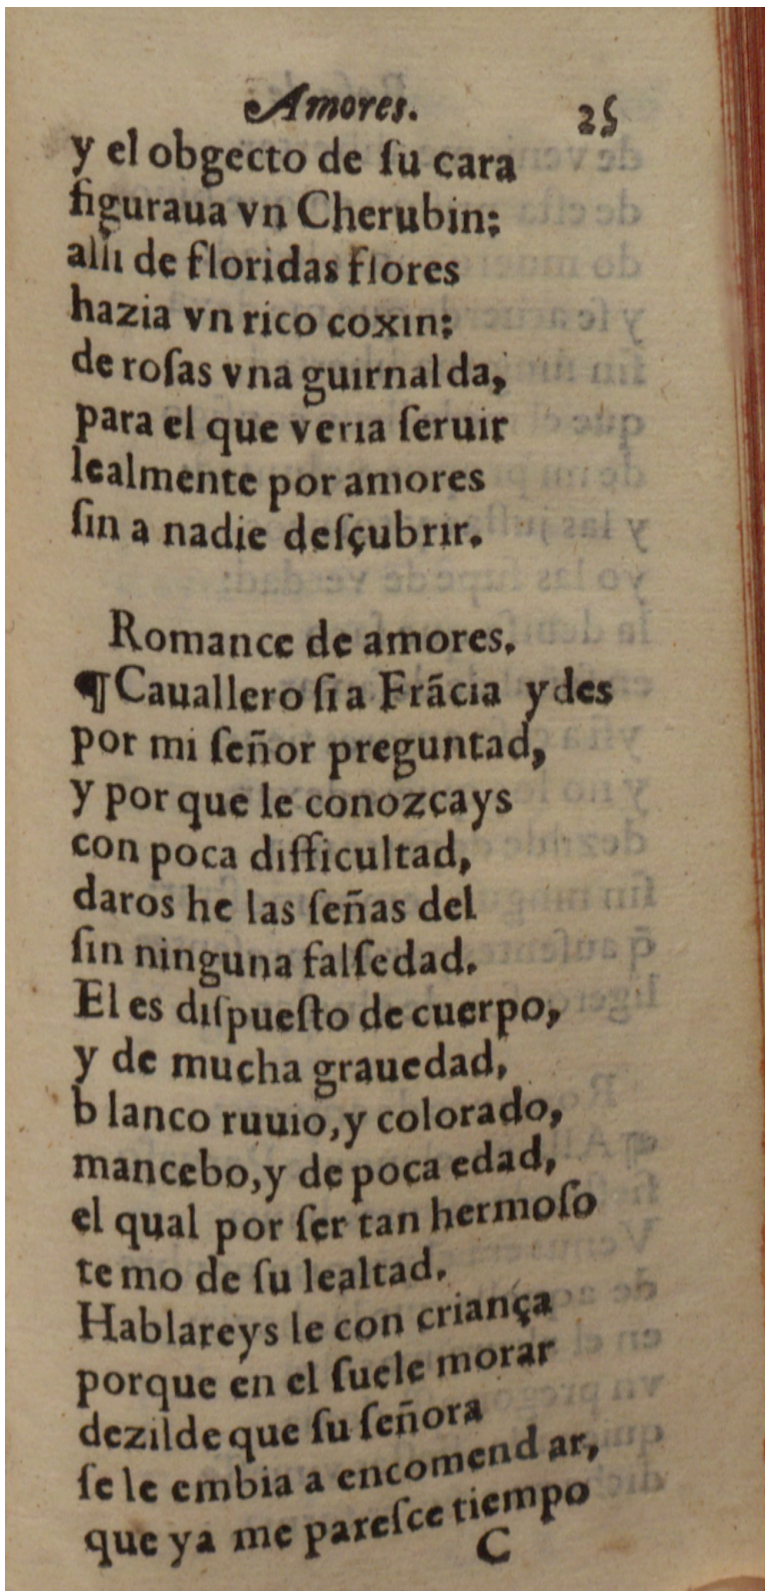 Amores. 25
y el obgecto de ſu cara
figuraua vn Cherubin;
alli de floridas flores
hazia vn rico coxin;
de roſas vna guirnalda,
para el que veria ſeruir
lealmente por amores
ſin a nadie deſçubrir.
Romance de amores.
¶Cauallero ſi a Frãcia ydes
por mi ſeñor preguntad,
y por que le conozcays
con poca difficultad,
daros he las ſeñas del
ſin ninguna falſedad.
El es diſpueſto de cuerpo,
y de mucha grauedad,
b lanco ruuio, y colorado,
mancebo, y de poca edad,
el qual por ſer tan hermoſo
te mo de ſu lealtad.
Hablareys le con criança
porque en el ſuele morar
dezilde que ſu ſeñora
ſe le embia a encomend ar,
que ya me pareſce tiempo
C